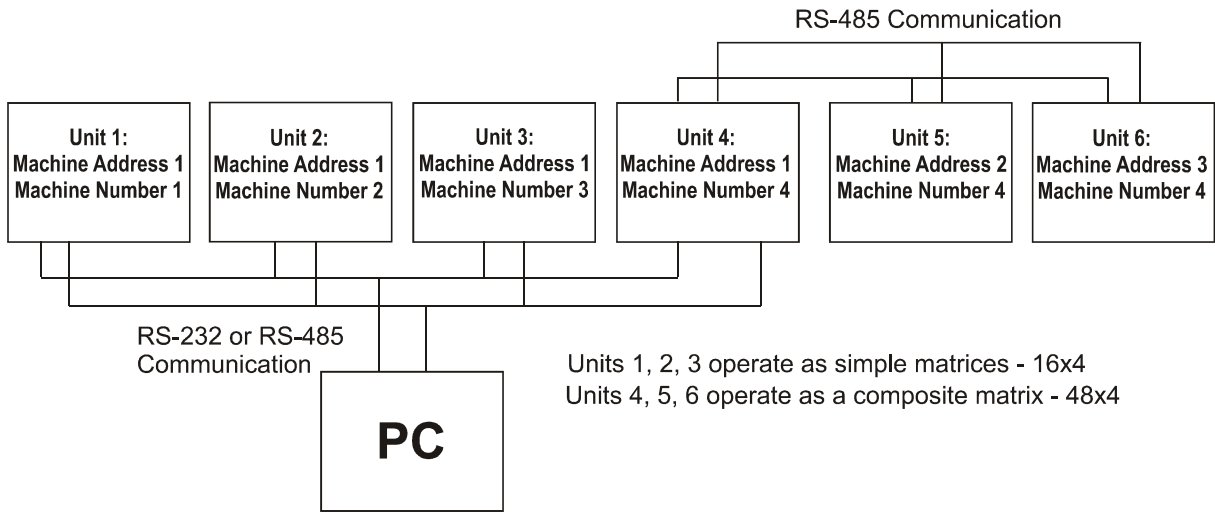 RS-485 Communication
Unit 1:
Machine Address 1
Machine Number 1
Unit 2:
Machine Address 1
Machine Number 2
Unit 3:
Machine Address 1
Machine Number 3
Unit 4:
Machine Address 1
Machine Number 4
Unit 5:
Machine Address 2
Machine Number 4
Unit 6:
Machine Address 3
Machine Number 4
RS-232 or RS-485
Communication
Units 1, 2, 3 operate as simple matrices - 16x4
Units 4, 5, 6 operate as a composite matrix - 48x4
PC